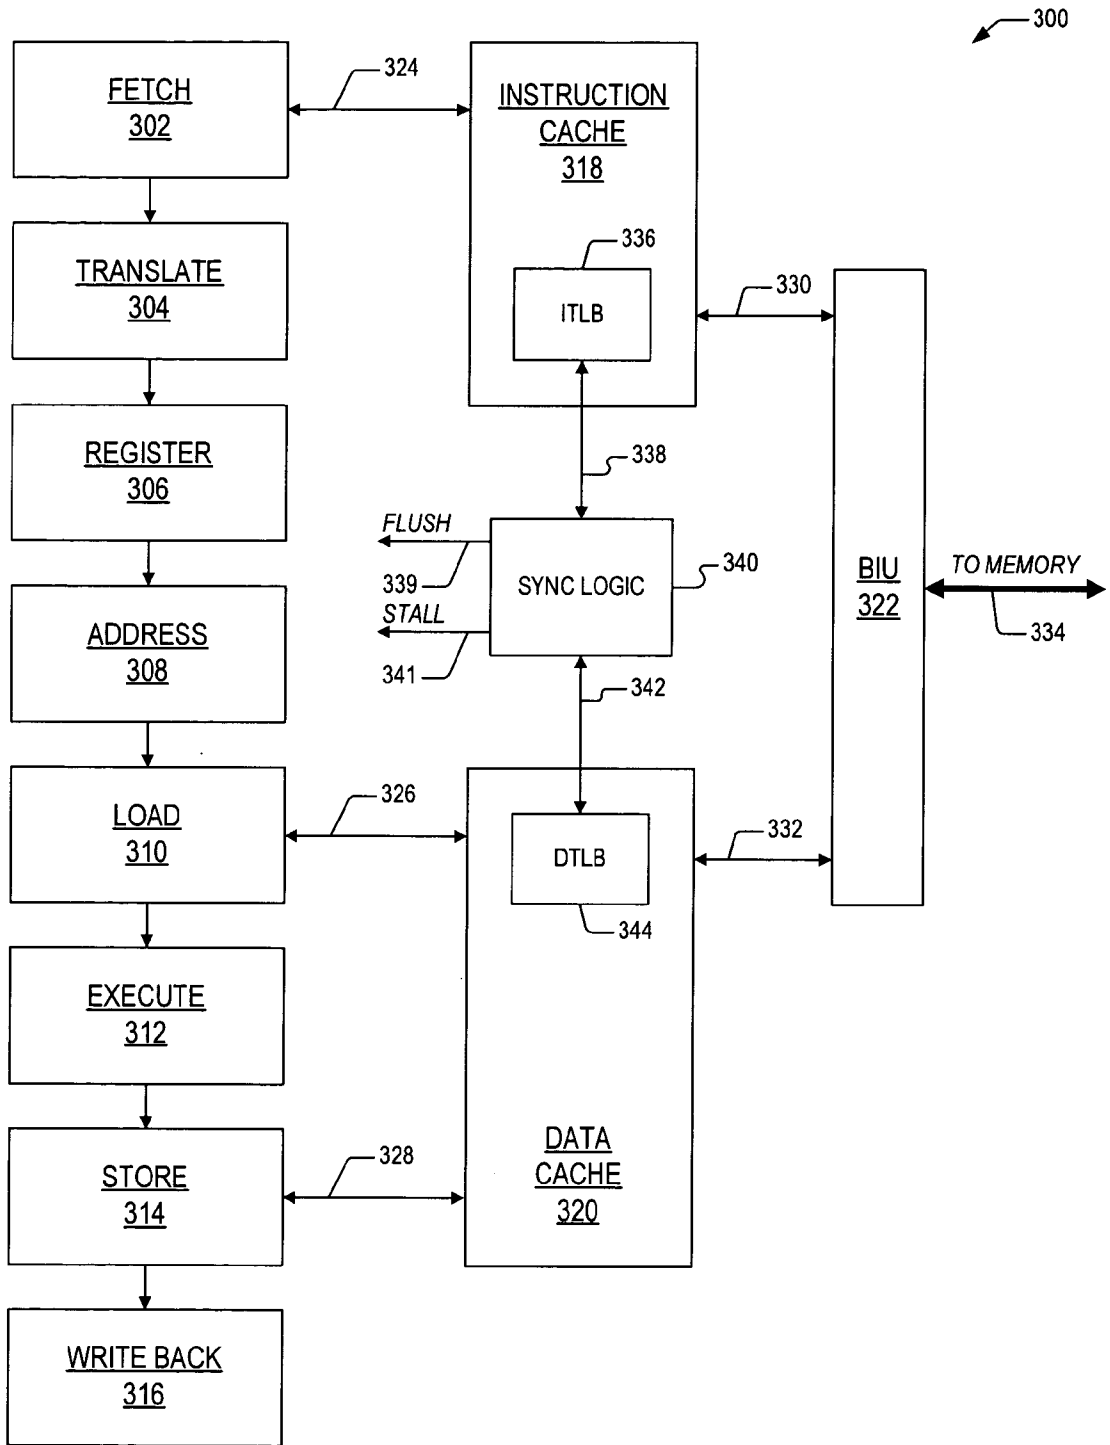 300
FETCH
302
324
INSTRUCTION
CACHE
318
TRANSLATE
304
336
ITLB
330
REGISTER
306
338
FLUSH
339
SYNC LOGIC
340
STALL
341
BIU
322
TO MEMORY
334
ADDRESS
308
342
LOAD
310
326
DTLB
332
344
EXECUTE
312
STORE
314
328
DATA
CACHE
320
WRITE BACK
316